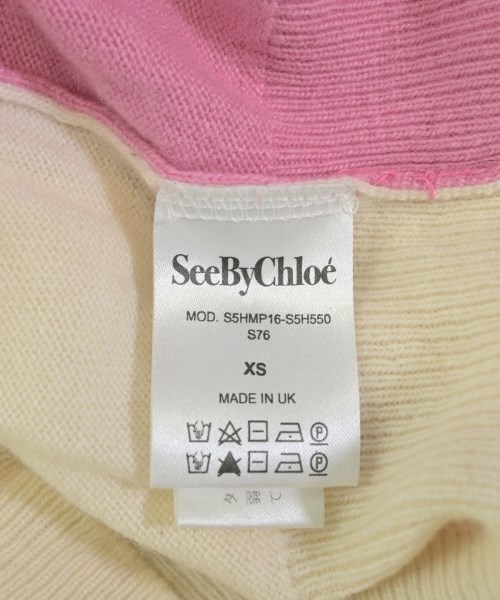 SeeByChloé
MOD. S5HMP16-S5H550
S76
XS
MADE IN UK
P
P